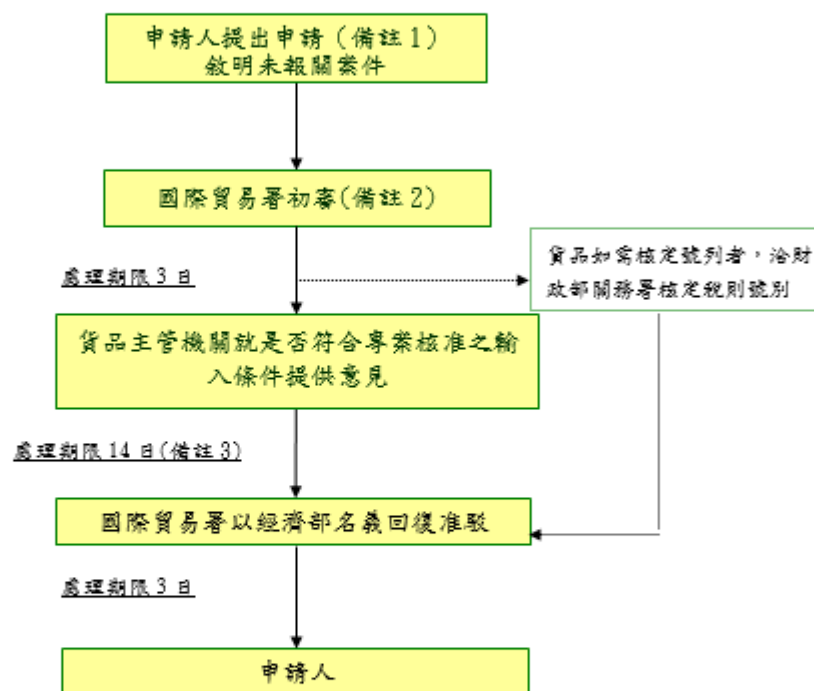 申請人提出申請（備註1）
敘明未報關案件
國際貿易署初審(備註2)
處理期限3日
貨品如需核定號列者，洽財
政部關務署核定稅則號別
貨品主管機關就是否符合專案核准之輸
入條件提供意見
處理期限14日(備註3)
國際貿易署以經濟部名義回復准駁
處理期限3日
申請人